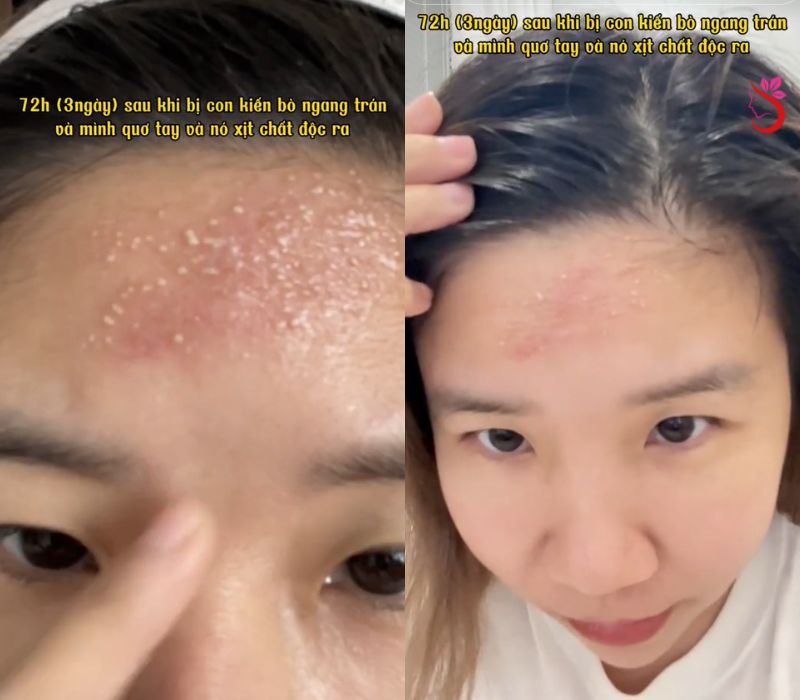 72h (3ngày) sau khi bị con kiến bò ngang trán
và mình quơ tay và nó xịt chất độc ra
72h (3ngày) sau khi bị con kiến bò ngang trán
và mình quơ tay và nó xịt chất độc ra